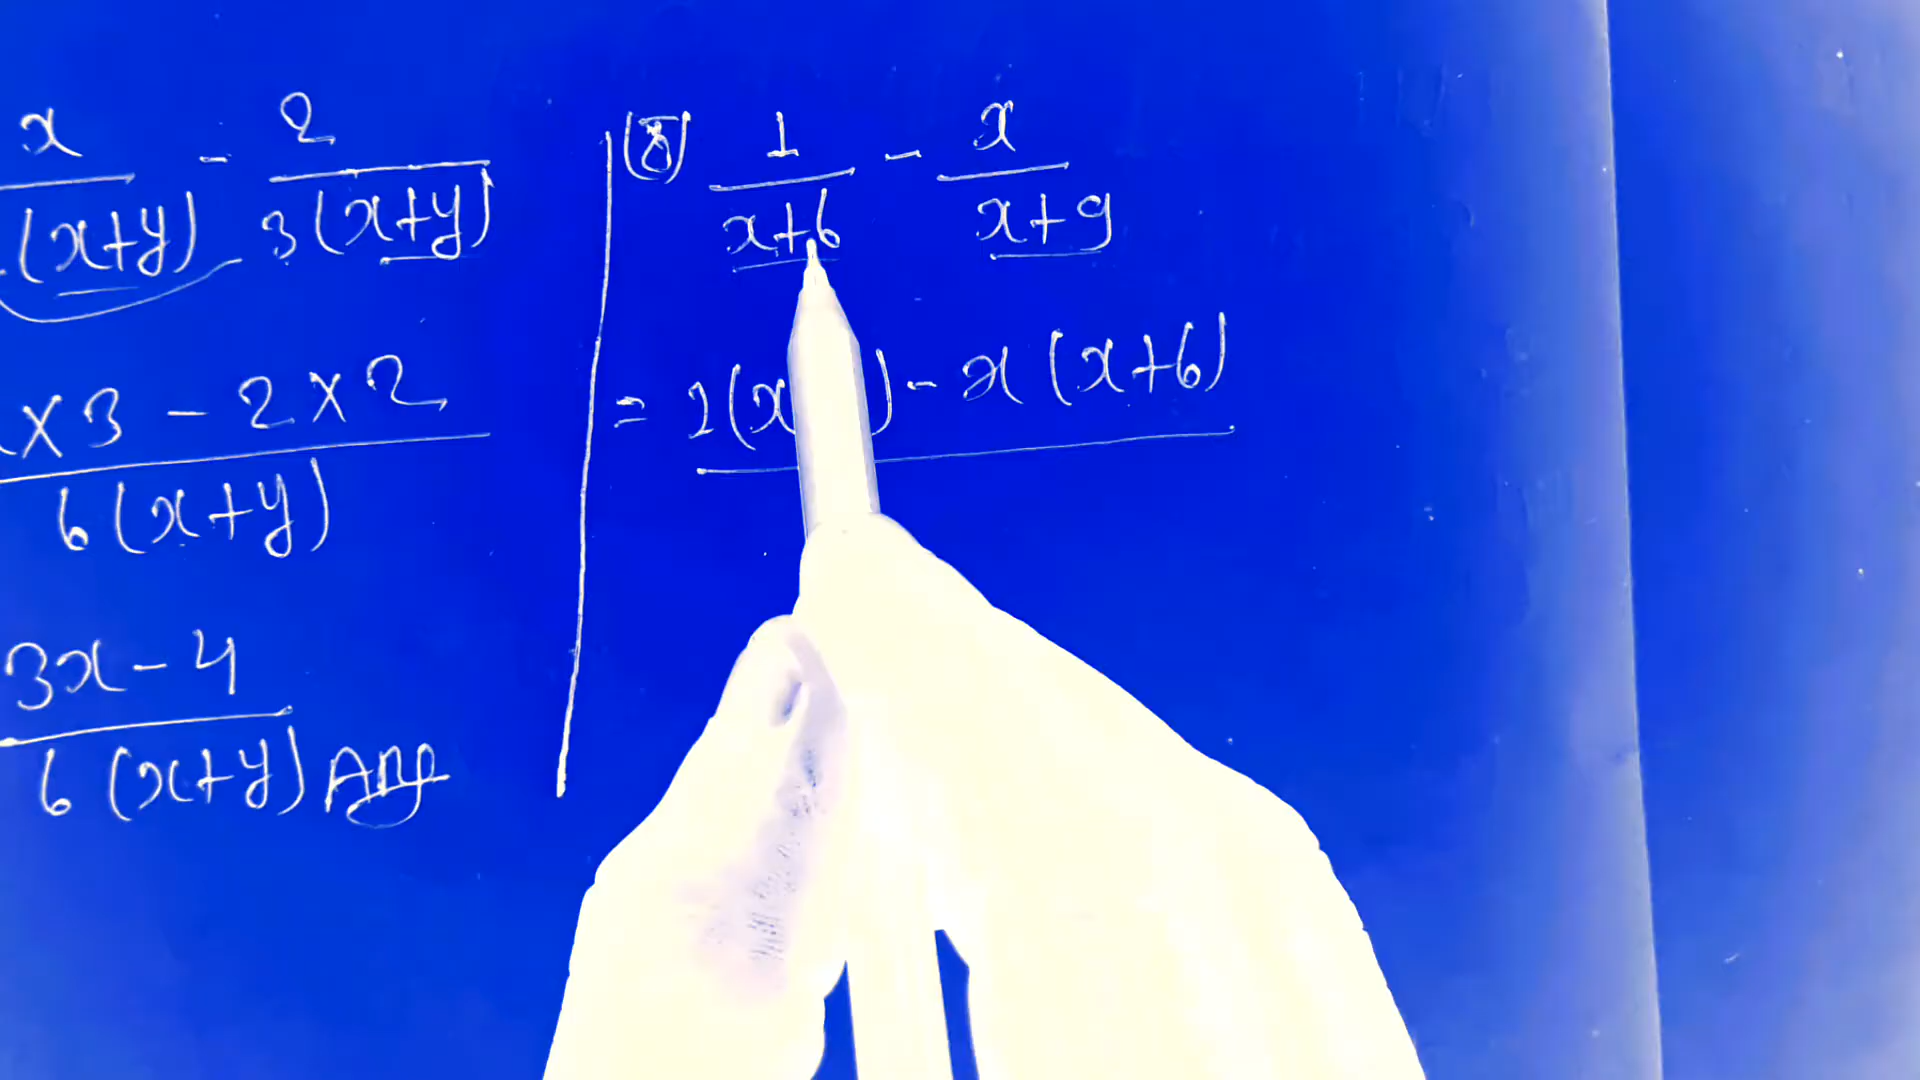 x/(x+y) - 2/3(x+y)
x3 - 2x2/6(x+y)
3x-4/6(x+y) Ans
(8) 1/x+6 - x/x+9
= 1(x ) - x(x+6)